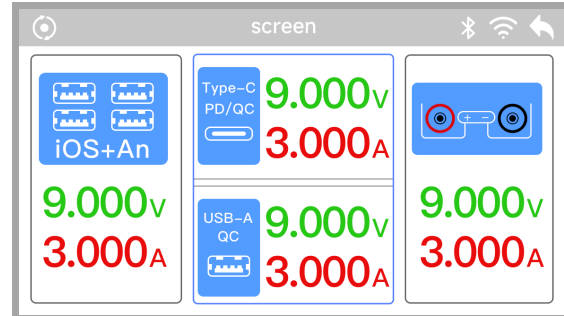 screen
iOS+An
9.000V
3.000A
Type-C
PD/QC
9.000V
3.000A
USB-A
QC
9.000V
3.000A
+ −
9.000V
3.000A